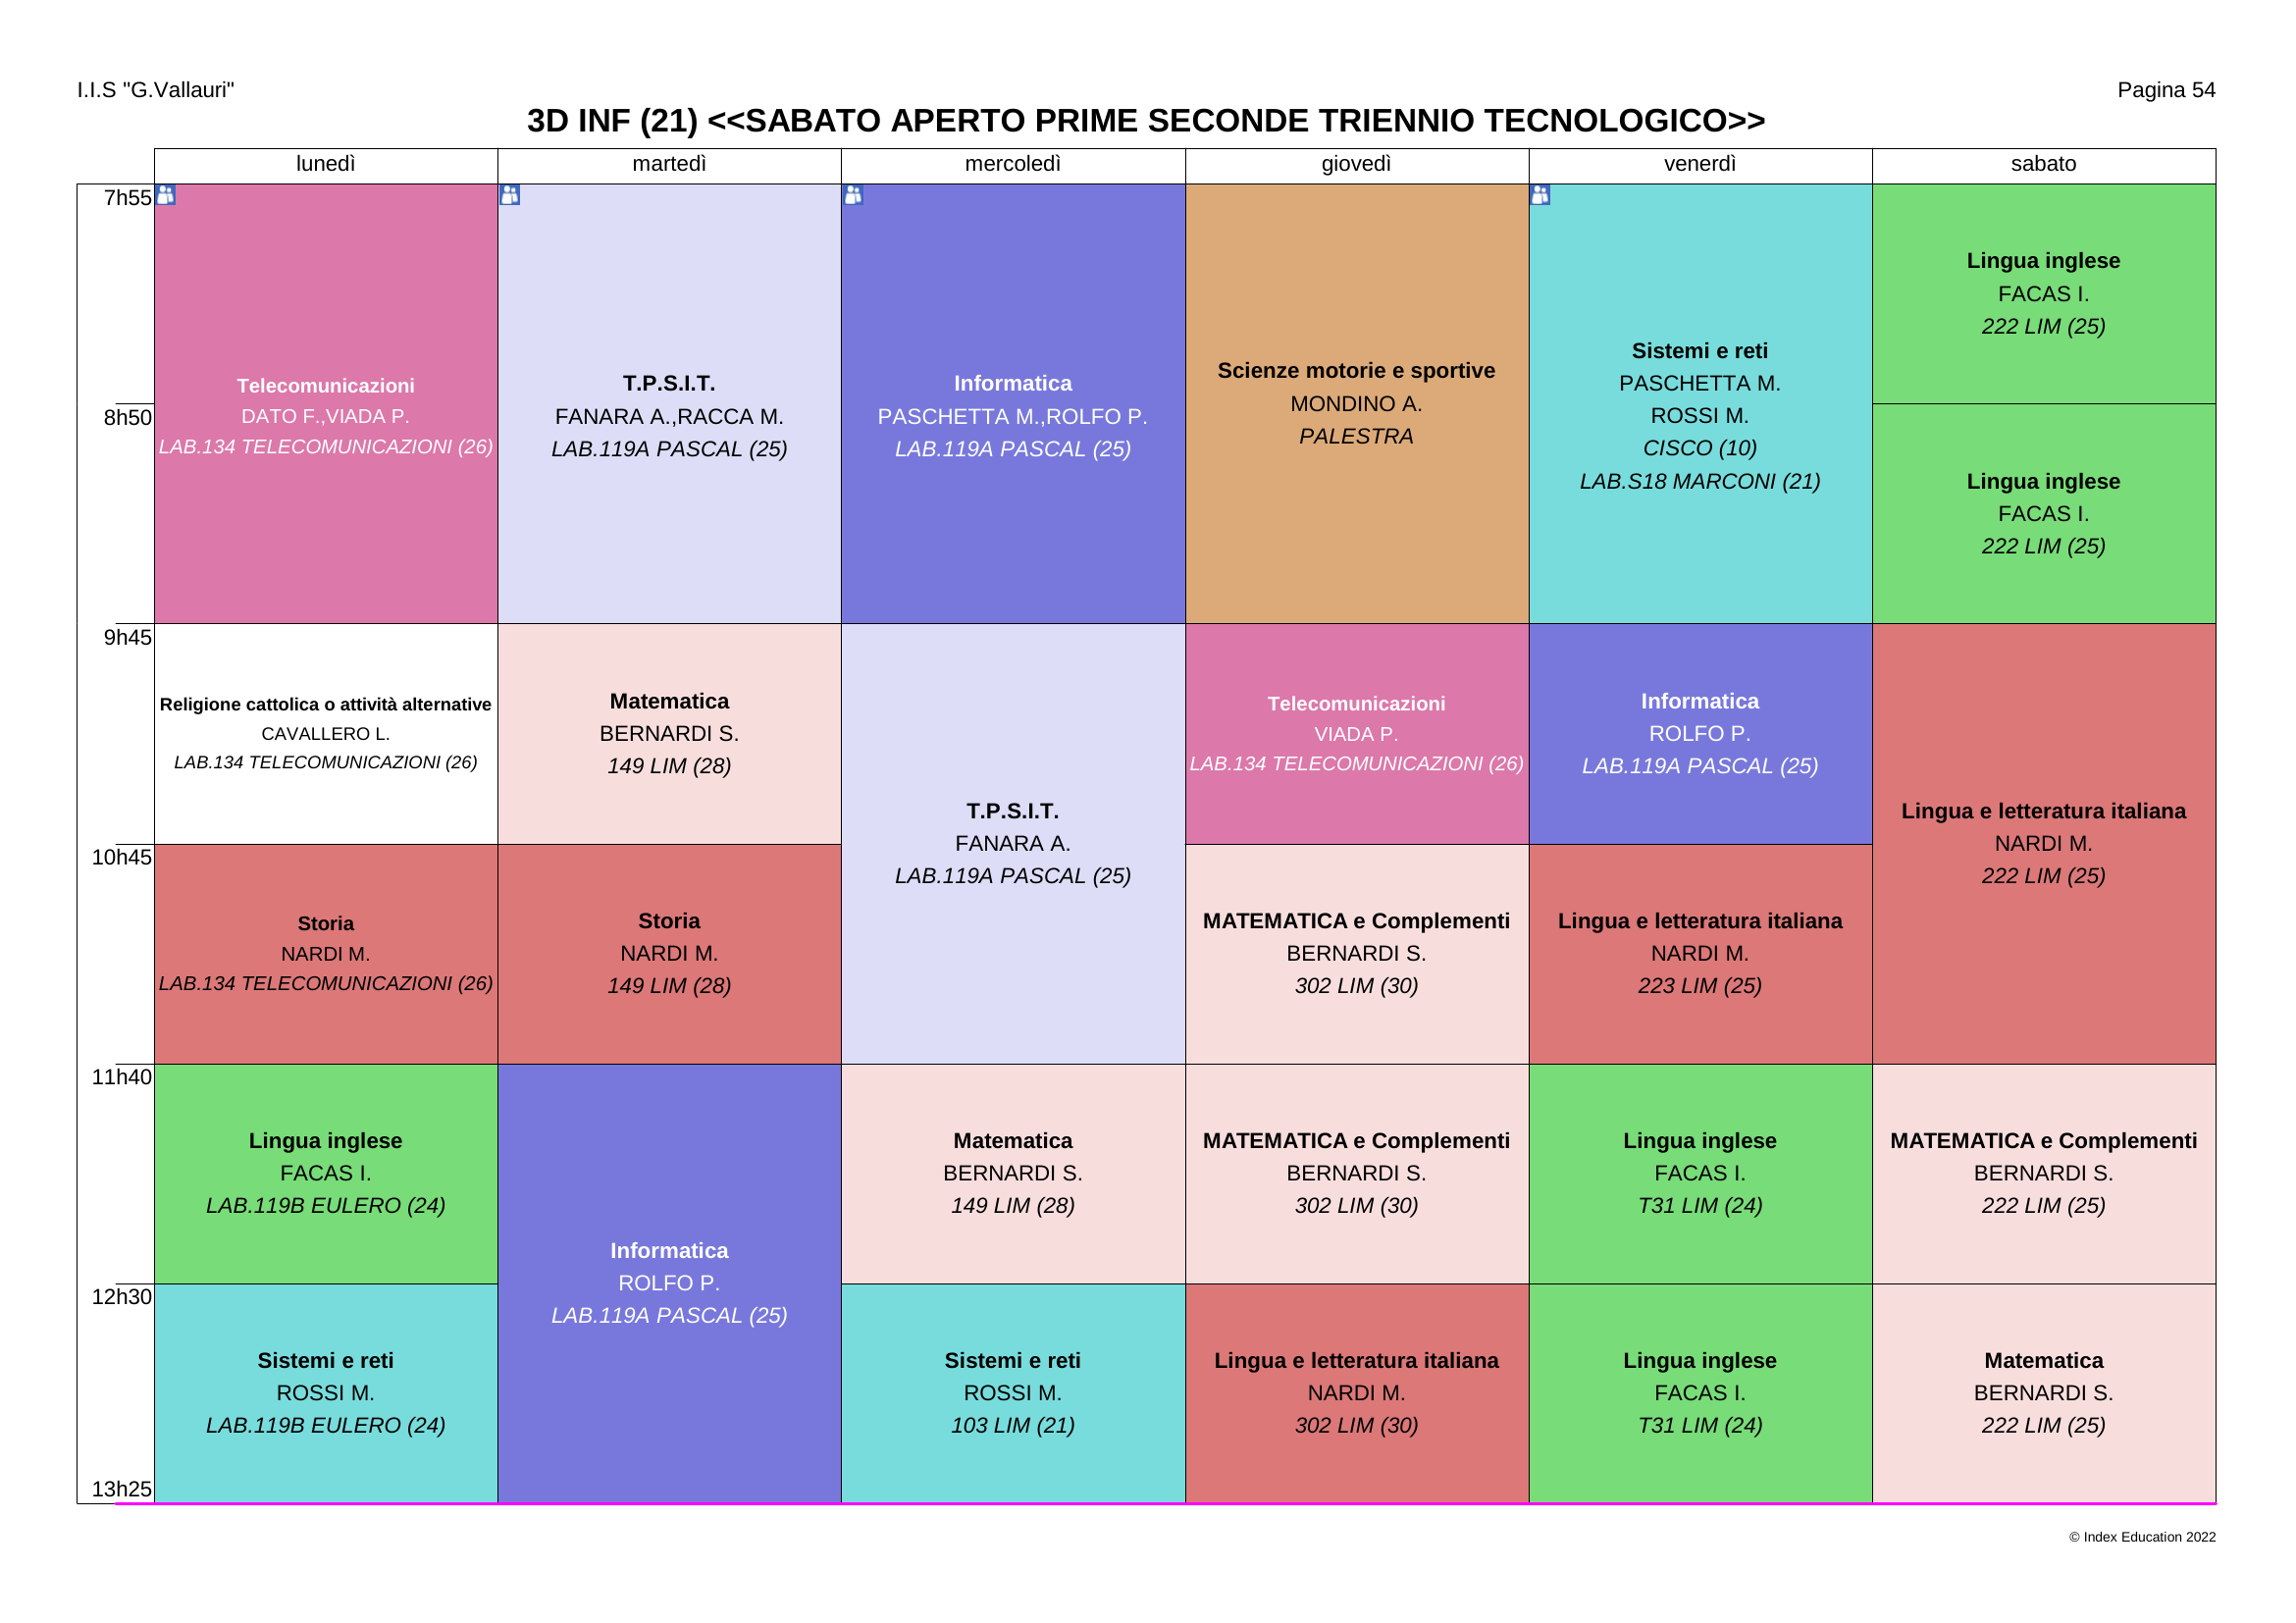 I.I.S "G.Vallauri"
Pagina 54
3D INF (21) <<SABATO APERTO PRIME SECONDE TRIENNIO TECNOLOGICO>>
lunedì
martedì
mercoledì
giovedì
venerdì
sabato
7h55
8h50
9h45
10h45
11h40
12h30
13h25
Telecomunicazioni
DATO F.,VIADA P.
LAB.134 TELECOMUNICAZIONI (26)
Religione cattolica o attività alternative
CAVALLERO L.
LAB.134 TELECOMUNICAZIONI (26)
Storia
NARDI M.
LAB.134 TELECOMUNICAZIONI (26)
Lingua inglese
FACAS I.
LAB.119B EULERO (24)
Sistemi e reti
ROSSI M.
LAB.119B EULERO (24)
T.P.S.I.T.
FANARA A.,RACCA M.
LAB.119A PASCAL (25)
Matematica
BERNARDI S.
149 LIM (28)
Storia
NARDI M.
149 LIM (28)
Informatica
ROLFO P.
LAB.119A PASCAL (25)
Informatica
PASCHETTA M.,ROLFO P.
LAB.119A PASCAL (25)
T.P.S.I.T.
FANARA A.
LAB.119A PASCAL (25)
Matematica
BERNARDI S.
149 LIM (28)
Sistemi e reti
ROSSI M.
103 LIM (21)
Scienze motorie e sportive
MONDINO A.
PALESTRA
Telecomunicazioni
VIADA P.
LAB.134 TELECOMUNICAZIONI (26)
MATEMATICA e Complementi
BERNARDI S.
302 LIM (30)
MATEMATICA e Complementi
BERNARDI S.
302 LIM (30)
Lingua e letteratura italiana
NARDI M.
302 LIM (30)
Sistemi e reti
PASCHETTA M.
ROSSI M.
CISCO (10)
LAB.S18 MARCONI (21)
Informatica
ROLFO P.
LAB.119A PASCAL (25)
Lingua e letteratura italiana
NARDI M.
223 LIM (25)
Lingua inglese
FACAS I.
T31 LIM (24)
Lingua inglese
FACAS I.
T31 LIM (24)
Lingua inglese
FACAS I.
222 LIM (25)
Lingua inglese
FACAS I.
222 LIM (25)
Lingua e letteratura italiana
NARDI M.
222 LIM (25)
MATEMATICA e Complementi
BERNARDI S.
222 LIM (25)
Matematica
BERNARDI S.
222 LIM (25)
© Index Education 2022